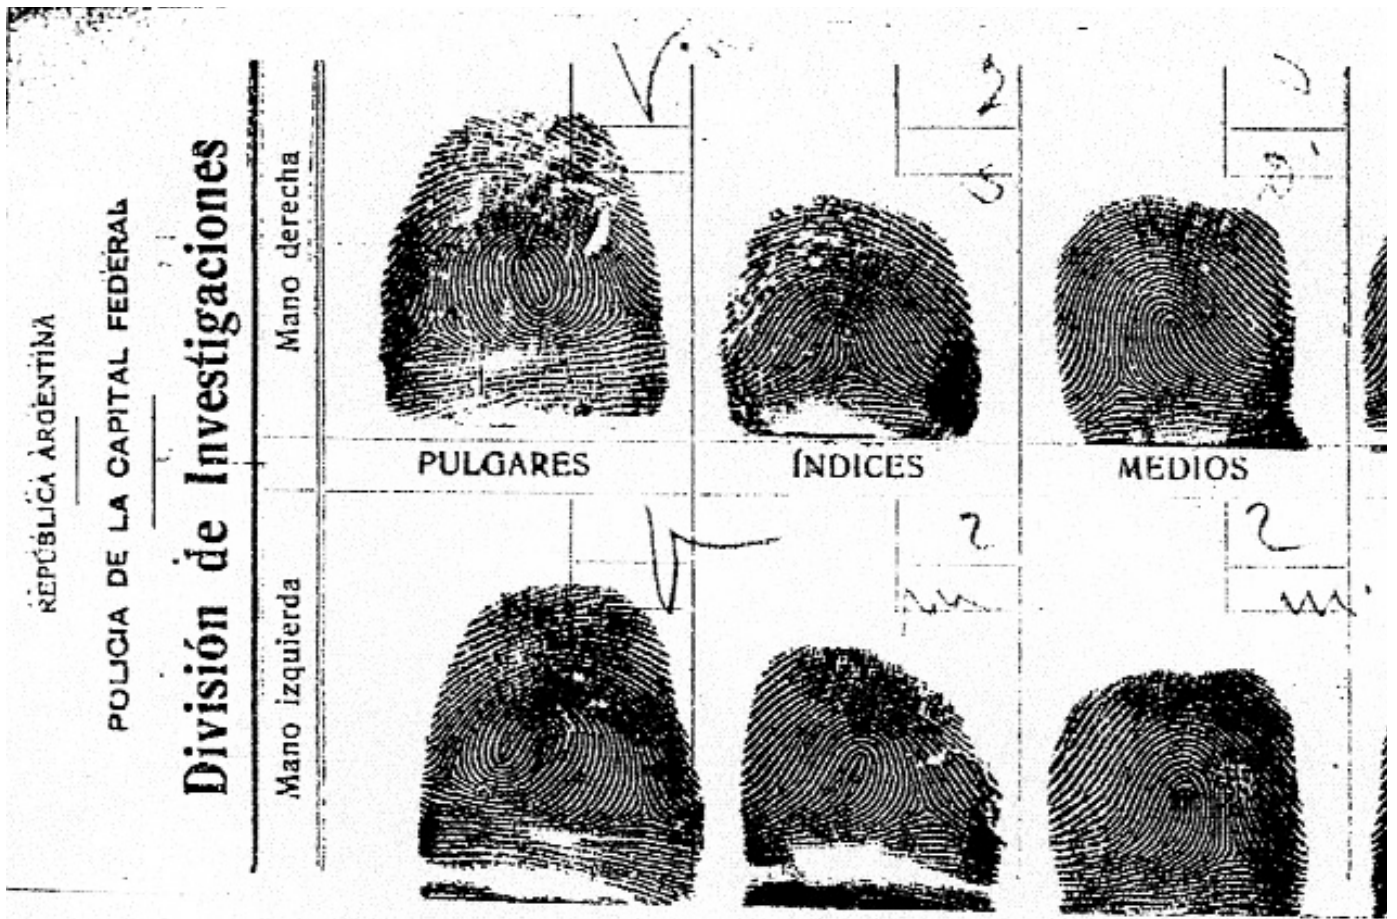 REPÚBLICA ARGENTINA
POLICIA DE LA CAPITAL FEDERAL
División de Investigaciones
Mano derecha
PULGARES
ÍNDICES
MEDIOS
Mano izquierda
2
2